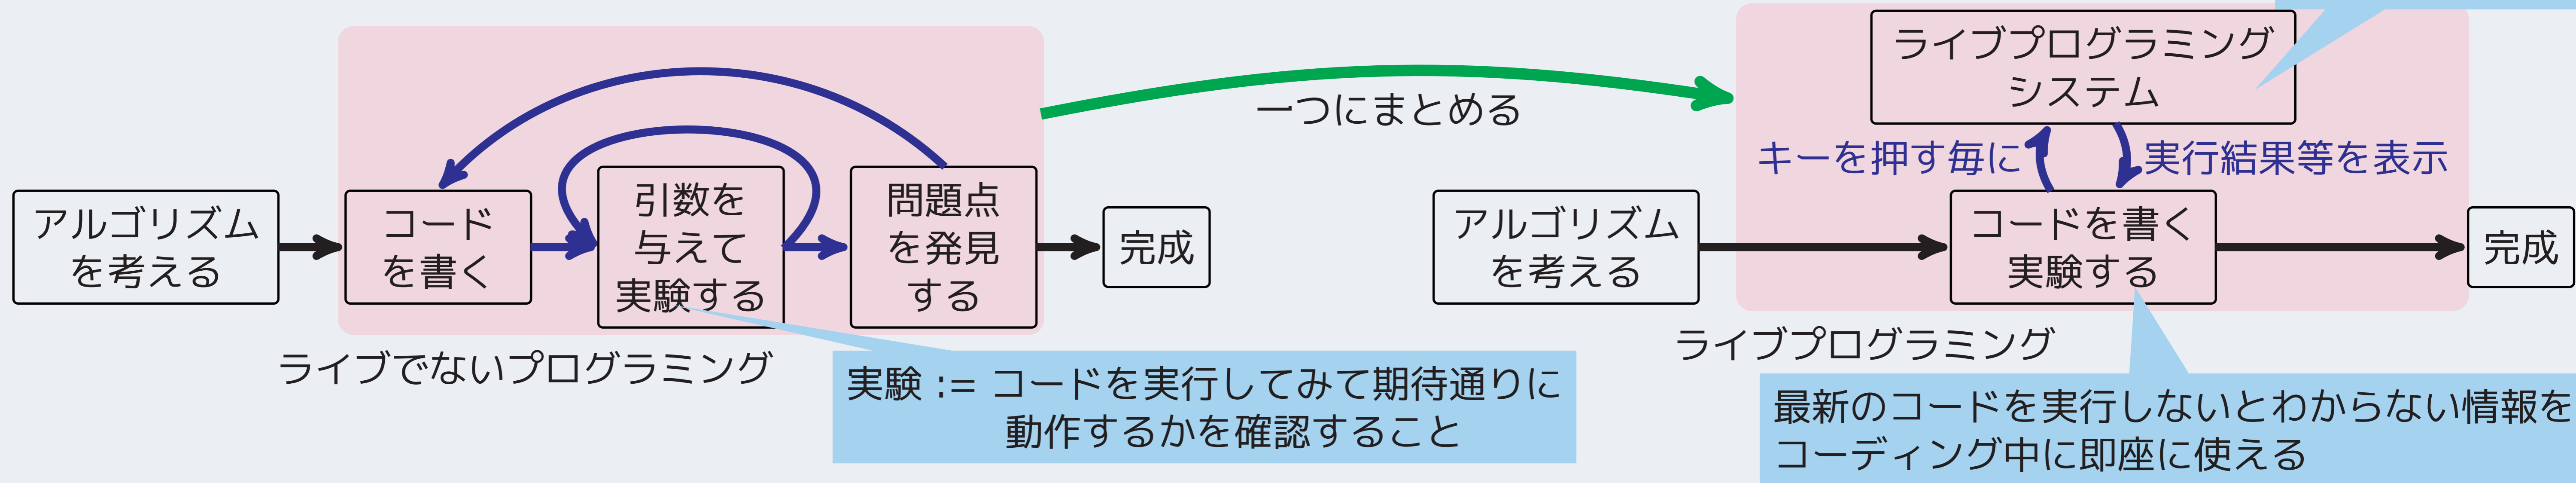 アルゴリズム
を考える
コード
を書く
引数を
与えて
実験する
問題点
を発見
する
完成
ライブでないプログラミング
実験 := コードを実行してみて期待通りに
動作するかを確認すること
一つにまとめる
ライブプログラミング
システム
キーを押す毎に
実行結果等を表示
アルゴリズム
を考える
コードを書く
実験する
完成
ライブプログラミング
最新のコードを実行しないとわからない情報を
コーディング中に即座に使える